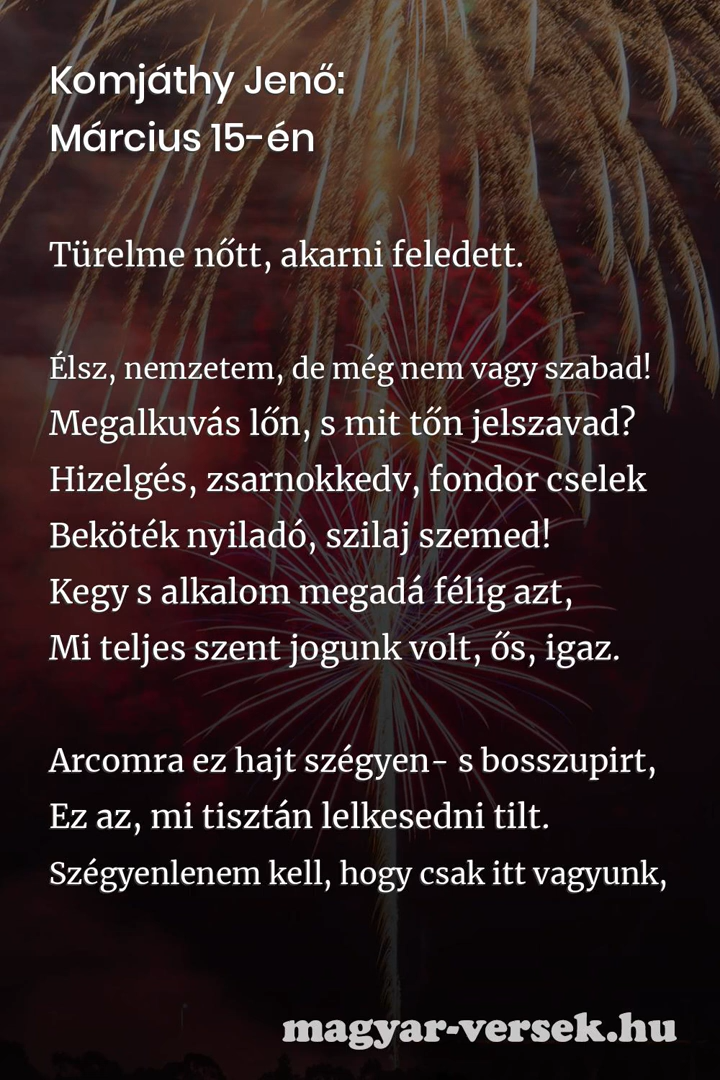 Komjáthy Jenő:
Március 15-én
Türelme nőtt, akarni feledett.
Élsz, nemzetem, de még nem vagy szabad!
Megalkuvás lőn, s mit tőn jelszavad?
Hizelgés, zsarnokkedv, fondor cselek
Beköték nyiladó, szilaj szemed!
Kegy s alkalom megadá félig azt,
Mi teljes szent jogunk volt, ős, igaz.
Arcomra ez hajt szégyen- s bosszupirt,
Ez az, mi tisztán lelkesedni tilt.
Szégyenlenem kell, hogy csak itt vagyunk,
magyar-versek.hu